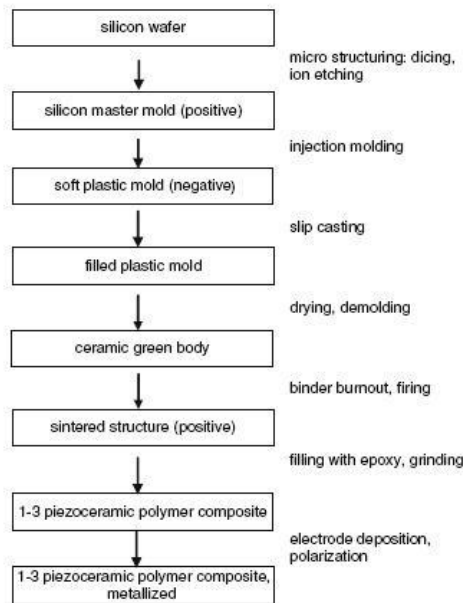 silicon wafer
micro structuring: dicing,
ion etching
silicon master mold (positive)
injection molding
soft plastic mold (negative)
slip casting
filled plastic mold
drying, demolding
ceramic green body
binder burnout, firing
sintered structure (positive)
filling with epoxy, grinding
1-3 piezoceramic polymer composite
electrode deposition,
polarization
1-3 piezoceramic polymer composite,
metallized